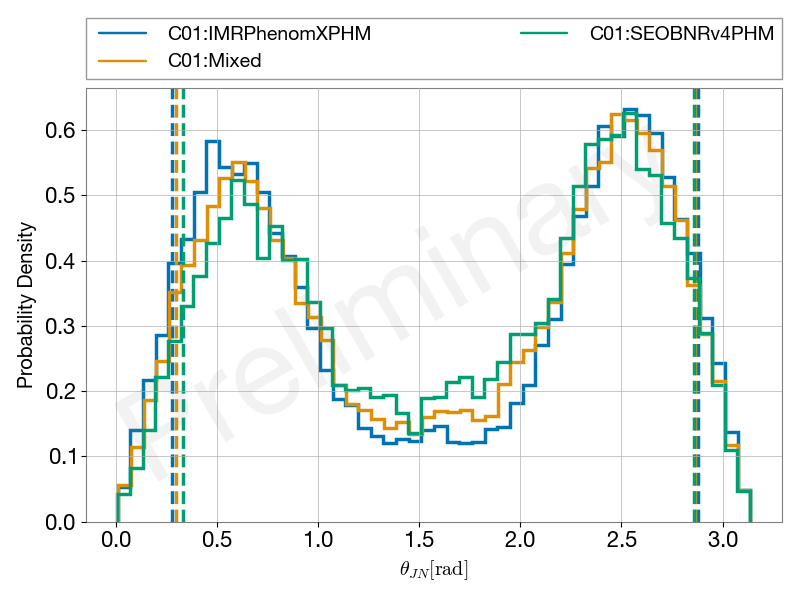 C01:IMRPhenomXPHM
C01:Mixed
C01:SEOBNRv4PHM
Preliminary
Probability Density
0.6
0.5
0.4
0.3
0.2
0.1
0.0
0.0 0.5 1.0 1.5 2.0 2.5 3.0
θ_JN[rad]